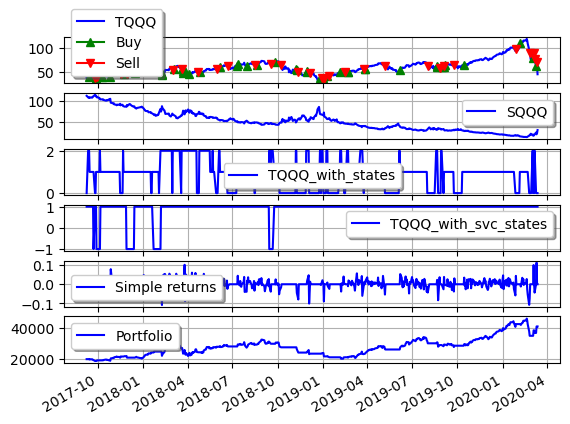 TQQQ
Buy
Sell
100
50
SQQQ
100
50
TQQQ_with_states
2
0
TQQQ_with_svc_states
1
0
−1
Simple returns
0.1
0.0
−0.1
Portfolio
40000
20000
2017-10 2018-01 2018-04 2018-07 2018-10 2019-01 2019-04 2019-07 2019-10 2020-01 2020-04